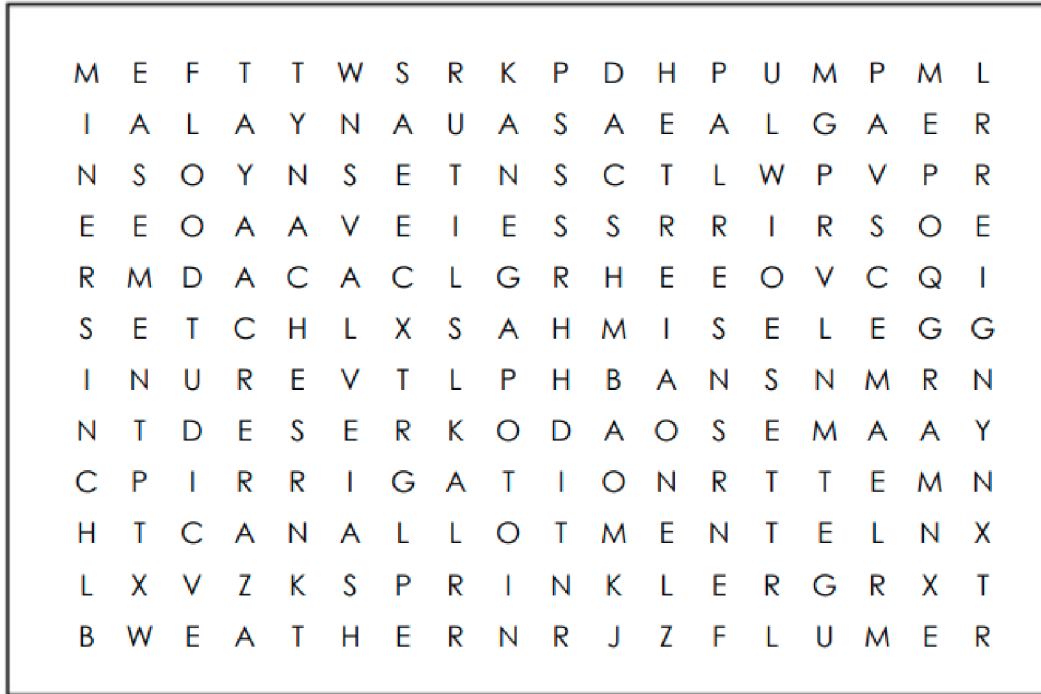 M E F T T W S R K P D H P U M P M L
I A L A Y N A U A S A E A L G A E R
N S O Y N S E T N S C T L W P V P R
E E O A A V E I E S S R R I R S O E
R M D A C A C L G R H E E O V C Q I
S E T C H L X S A H M I S E L E G G
I N U R E V T L P H B A N S N M R N
N T D E S E R K O D A O S E M A A Y
C P I R R I G A T I O N R T T E M N
H T C A N A L L O T M E N T E L N X
L X V Z K S P R I N K L E R G R X T
B W E A T H E R N R J Z F L U M E R